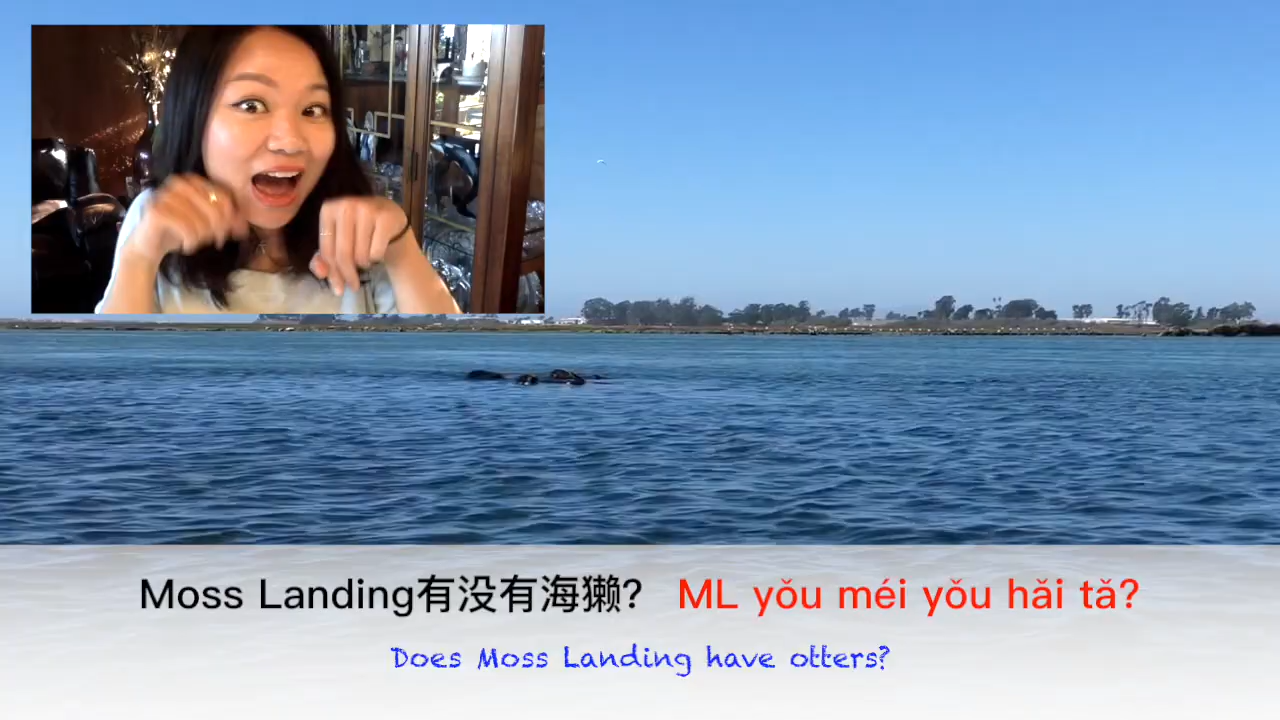 Moss Landing有没有海獭? ML yǒu méi yǒu hǎi tǎ?
Does Moss Landing have otters?